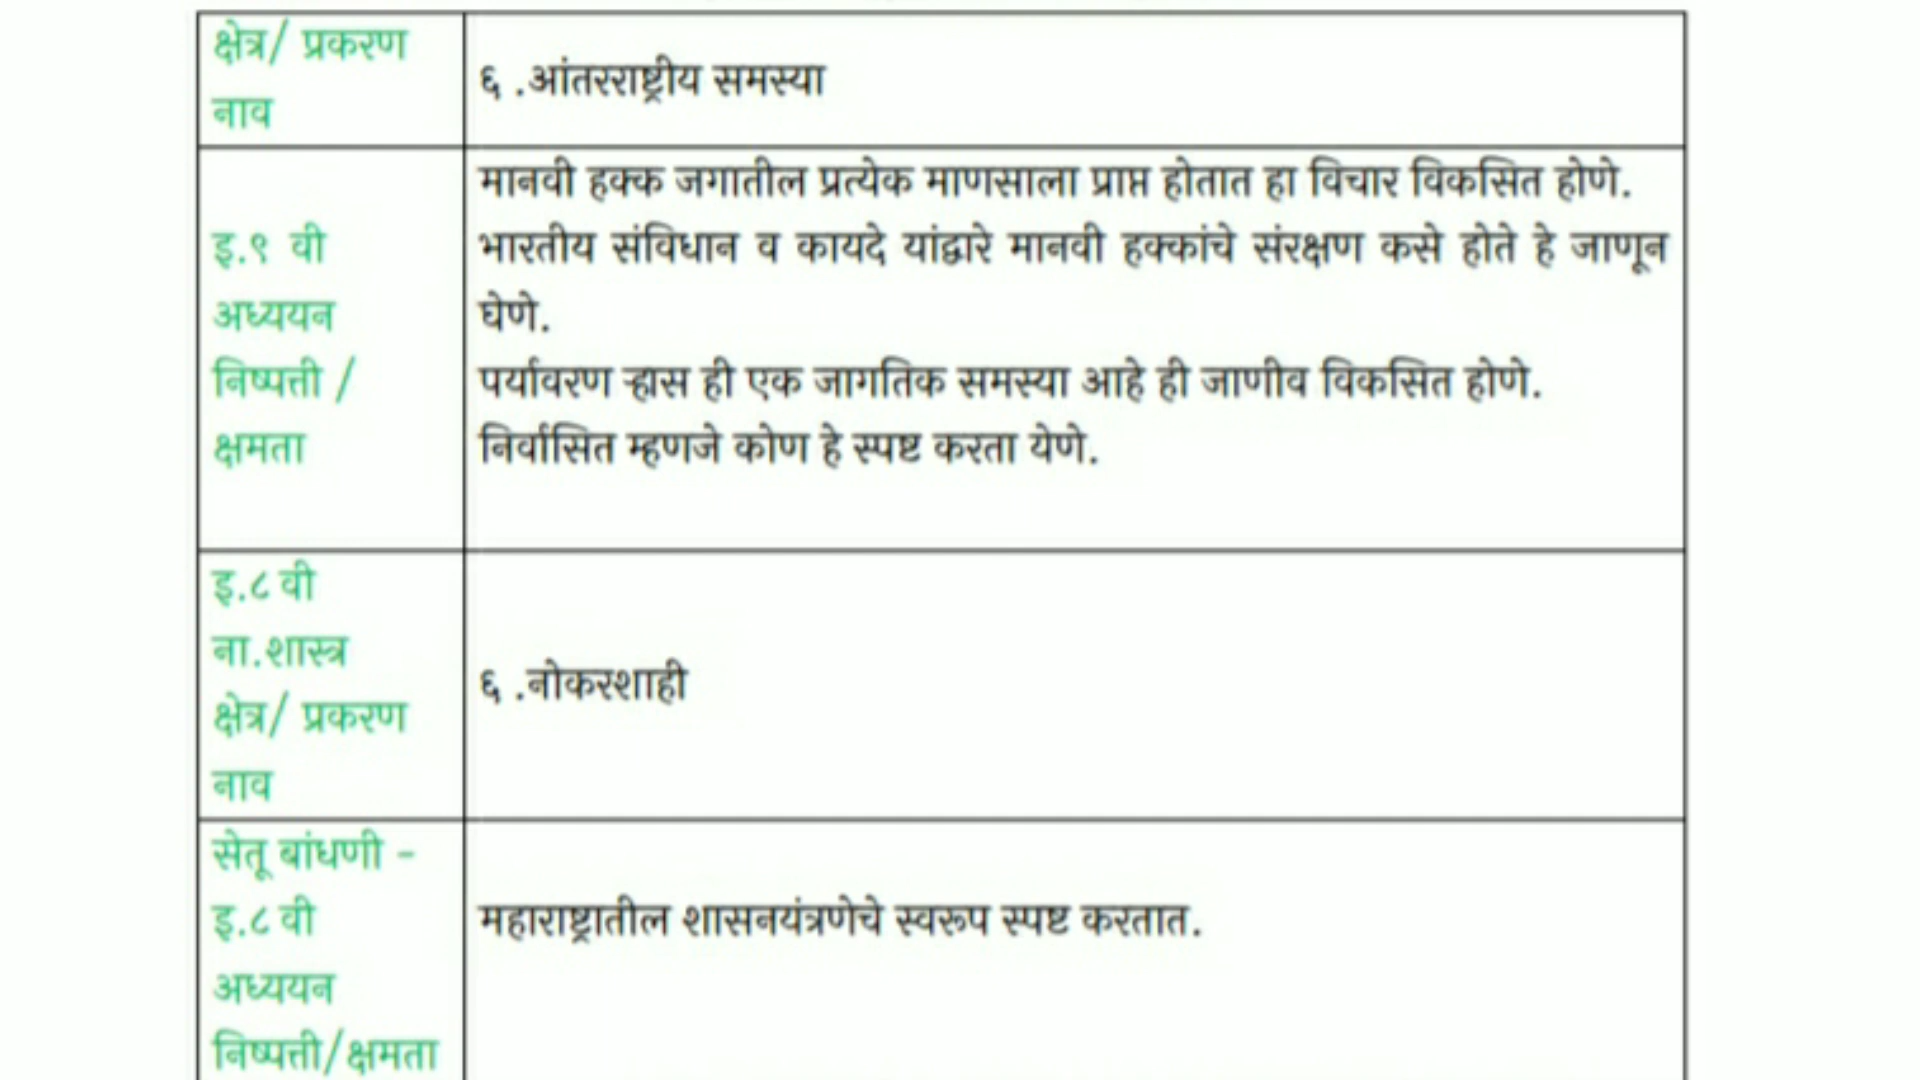 क्षेत्र/ प्रकरण
नाव
६ .आंतरराष्ट्रीय समस्या
इ.९ वी
अध्ययन
निष्पत्ती /
क्षमता
मानवी हक्क जगातील प्रत्येक माणसाला प्राप्त होतात हा विचार विकसित होणे.
भारतीय संविधान व कायदे यांद्वारे मानवी हक्कांचे संरक्षण कसे होते हे जाणून
घेणे.
पर्यावरण ऱ्हास ही एक जागतिक समस्या आहे ही जाणीव विकसित होणे.
निर्वासित म्हणजे कोण हे स्पष्ट करता येणे.
इ.८ वी
ना.शास्त्र
क्षेत्र/ प्रकरण
नाव
६ .नोकरशाही
सेतू बांधणी -
इ.८ वी
अध्ययन
निष्पत्ती/क्षमता
महाराष्ट्रातील शासनयंत्रणेचे स्वरूप स्पष्ट करतात.